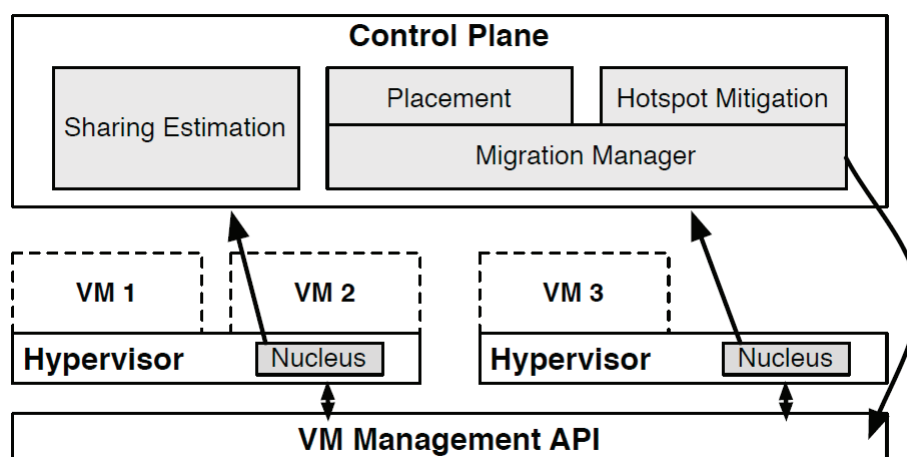 Control Plane
Sharing Estimation
Placement
Hotspot Mitigation
Migration Manager
VM 1
VM 2
VM 3
Hypervisor
Nucleus
Hypervisor
Nucleus
VM Management API